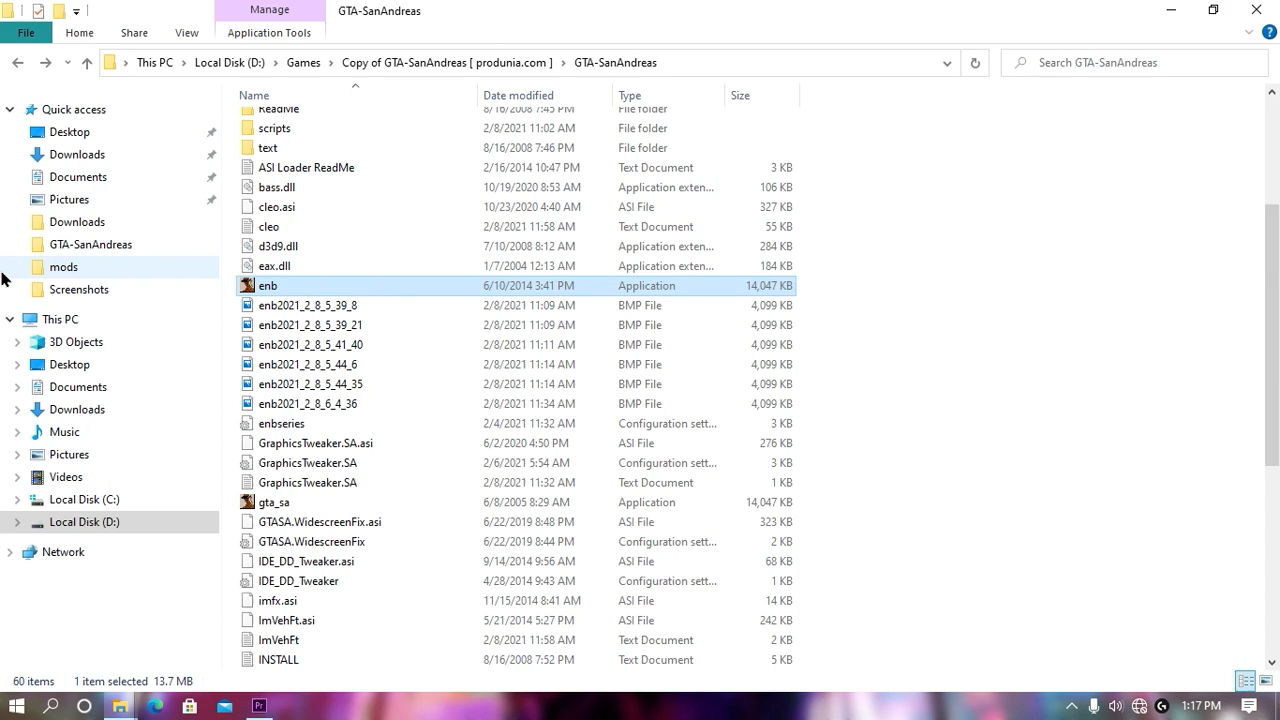 Manage
GTA-SanAndreas
File
Home
Share
View
Application Tools
This PC
Local Disk (D:)
Games
Copy of GTA-SanAndreas [ produnia.com ]
GTA-SanAndreas
Search GTA-SanAndreas
Name
Date modified
Type
Size
Quick access
Desktop
Downloads
Documents
Pictures
Downloads
GTA-SanAndreas
mods
Screenshots
This PC
3D Objects
Desktop
Documents
Downloads
Music
Pictures
Videos
Local Disk (C:)
Local Disk (D:)
Network
ReadMe 8/16/2008 7:45 PM File folder
scripts 2/8/2021 11:02 AM File folder
text 8/16/2008 7:46 PM File folder
ASI Loader ReadMe 2/16/2014 10:47 PM Text Document 3 KB
bass.dll 10/19/2020 8:53 AM Application exten... 106 KB
cleo.asi 10/23/2020 4:40 AM ASI File 327 KB
cleo 2/8/2021 11:58 AM Text Document 55 KB
d3d9.dll 7/10/2008 8:12 AM Application exten... 284 KB
eax.dll 1/7/2004 12:13 AM Application exten... 184 KB
enb 6/10/2014 3:41 PM Application 14,047 KB
enb2021_2_8_5_39_8 2/8/2021 11:09 AM BMP File 4,099 KB
enb2021_2_8_5_39_21 2/8/2021 11:09 AM BMP File 4,099 KB
enb2021_2_8_5_41_40 2/8/2021 11:11 AM BMP File 4,099 KB
enb2021_2_8_5_44_6 2/8/2021 11:14 AM BMP File 4,099 KB
enb2021_2_8_5_44_35 2/8/2021 11:14 AM BMP File 4,099 KB
enb2021_2_8_6_4_36 2/8/2021 11:34 AM BMP File 4,099 KB
enbseries 2/4/2021 11:32 AM Configuration sett... 3 KB
GraphicsTweaker.SA.asi 6/2/2020 4:50 PM ASI File 276 KB
GraphicsTweaker.SA 2/6/2021 5:54 AM Configuration sett... 3 KB
GraphicsTweaker.SA 2/8/2021 11:32 AM Text Document 1 KB
gta_sa 6/8/2005 8:29 AM Application 14,047 KB
GTASA.WidescreenFix.asi 6/22/2019 8:48 PM ASI File 323 KB
GTASA.WidescreenFix 6/22/2019 8:44 PM Configuration sett... 2 KB
IDE_DD_Tweaker.asi 9/14/2014 9:56 AM ASI File 68 KB
IDE_DD_Tweaker 4/28/2014 9:43 AM Configuration sett... 1 KB
imfx.asi 11/15/2014 8:41 AM ASI File 14 KB
ImVehFt.asi 5/21/2014 5:27 PM ASI File 242 KB
ImVehFt 2/8/2021 11:58 AM Text Document 2 KB
INSTALL 8/16/2008 7:52 PM Text Document 5 KB
60 items 1 item selected 13.7 MB
1:17 PM